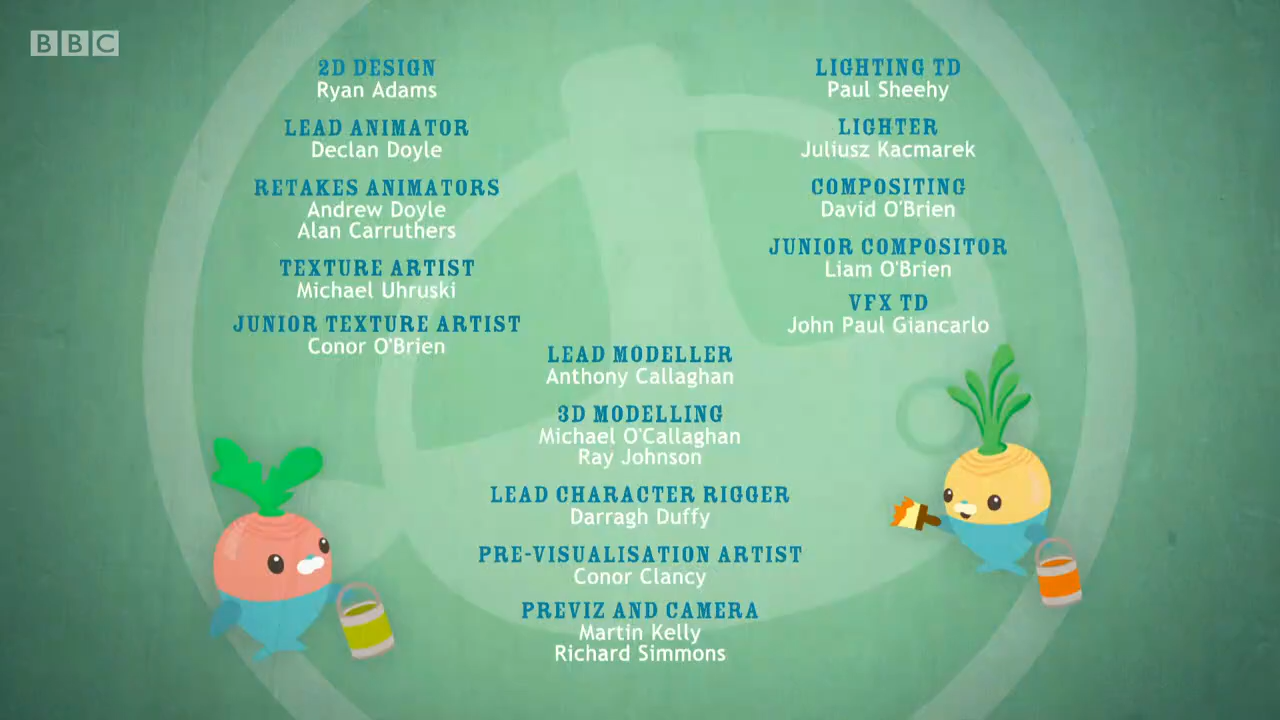 BBC
2D DESIGN
Ryan Adams
LEAD ANIMATOR
Declan Doyle
RETAKES ANIMATORS
Andrew Doyle
Alan Carruthers
TEXTURE ARTIST
Michael Uhruski
JUNIOR TEXTURE ARTIST
Conor O'Brien
LIGHTING TD
Paul Sheehy
LIGHTER
Juliusz Kacmarek
COMPOSITING
David O'Brien
JUNIOR COMPOSITOR
Liam O'Brien
VFX TD
John Paul Giancarlo
LEAD MODELLER
Anthony Callaghan
3D MODELLING
Michael O'Callaghan
Ray Johnson
LEAD CHARACTER RIGGER
Darragh Duffy
PRE-VISUALISATION ARTIST
Conor Clancy
PREVIZ AND CAMERA
Martin Kelly
Richard Simmons